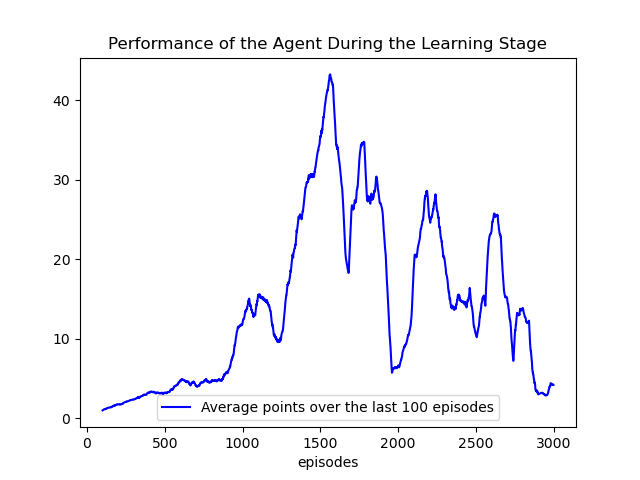 Performance of the Agent During the Learning Stage
40
30
20
10
0
Average points over the last 100 episodes
0 500 1000 1500 2000 2500 3000
episodes